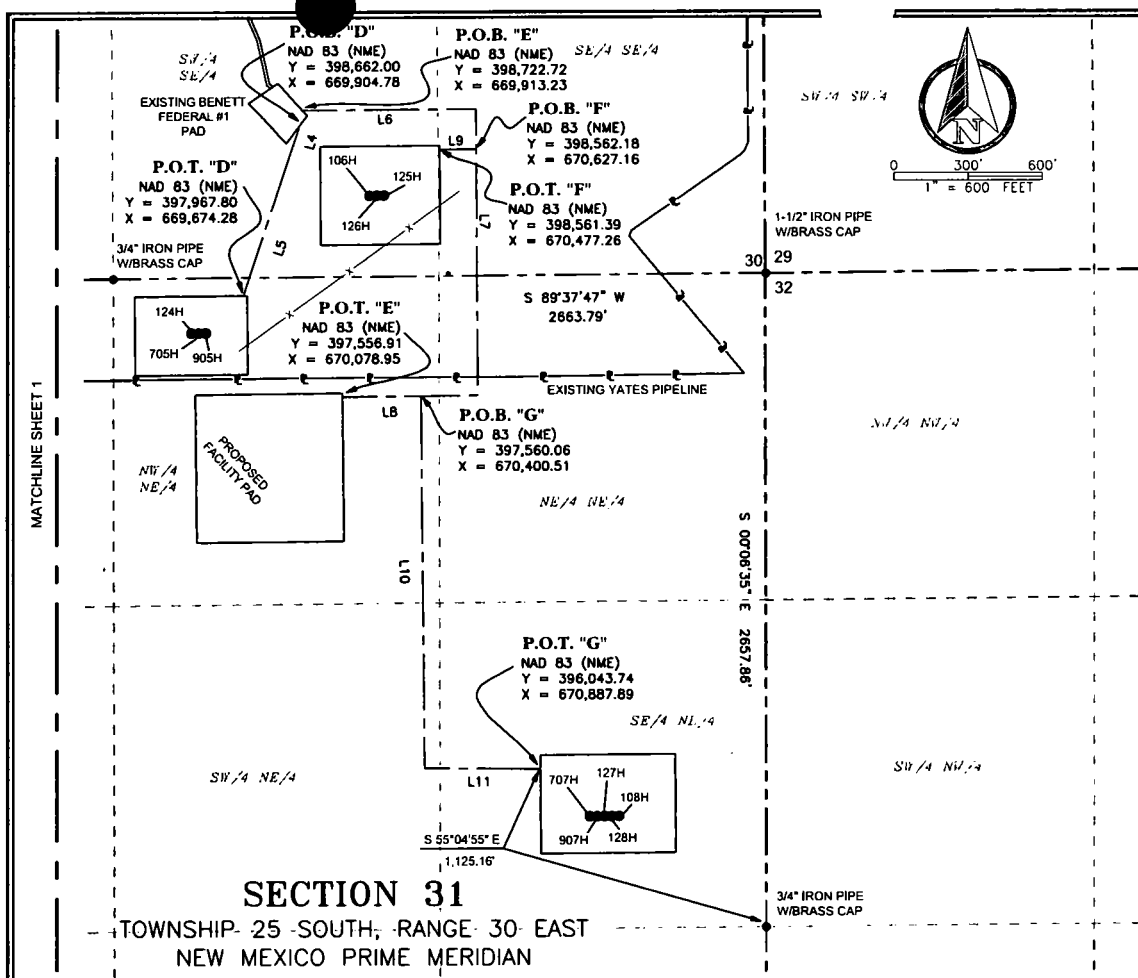 P.O.B. "D"
NAD 83 (NME)
Y = 398,662.00
X = 669,904.78
P.O.B. "E"
NAD 83 (NME)
Y = 398,722.72
X = 669,913.23
SW/4
SE/4
SE/4 SE/4
SW/4 SW/4
N
0 300' 600'
1" = 600 FEET
EXISTING BENETT
FEDERAL #1
PAD
L4
L6
L9
P.O.B. "F"
NAD 83 (NME)
Y = 398,562.18
X = 670,627.16
P.O.T. "D"
NAD 83 (NME)
Y = 397,967.80
X = 669,674.28
106H
125H
126H
P.O.T. "F"
NAD 83 (NME)
Y = 398,561.39
X = 670,477.26
L5
L7
3/4" IRON PIPE
W/BRASS CAP
1-1/2" IRON PIPE
W/BRASS CAP
30 29
32
S 89°37'47" W
2663.79'
124H
705H
905H
P.O.T. "E"
NAD 83 (NME)
Y = 397,556.91
X = 670,078.95
EXISTING YATES PIPELINE
L8
P.O.B. "G"
NAD 83 (NME)
Y = 397,560.06
X = 670,400.51
MATCHLINE SHEET 1
PROPOSED
FACILITY PAD
NW/4
NE/4
NE/4 NE/4
NW/4 NW/4
S 00°06'35" E 2657.86'
L10
P.O.T. "G"
NAD 83 (NME)
Y = 396,043.74
X = 670,887.89
SE/4 NE/4
SW/4 NE/4
SW/4 NW/4
L11
707H
127H
108H
907H
128H
S 55°04'55" E
1,125.16'
3/4" IRON PIPE
W/BRASS CAP
SECTION 31
TOWNSHIP 25 SOUTH, RANGE 30 EAST
NEW MEXICO PRIME MERIDIAN